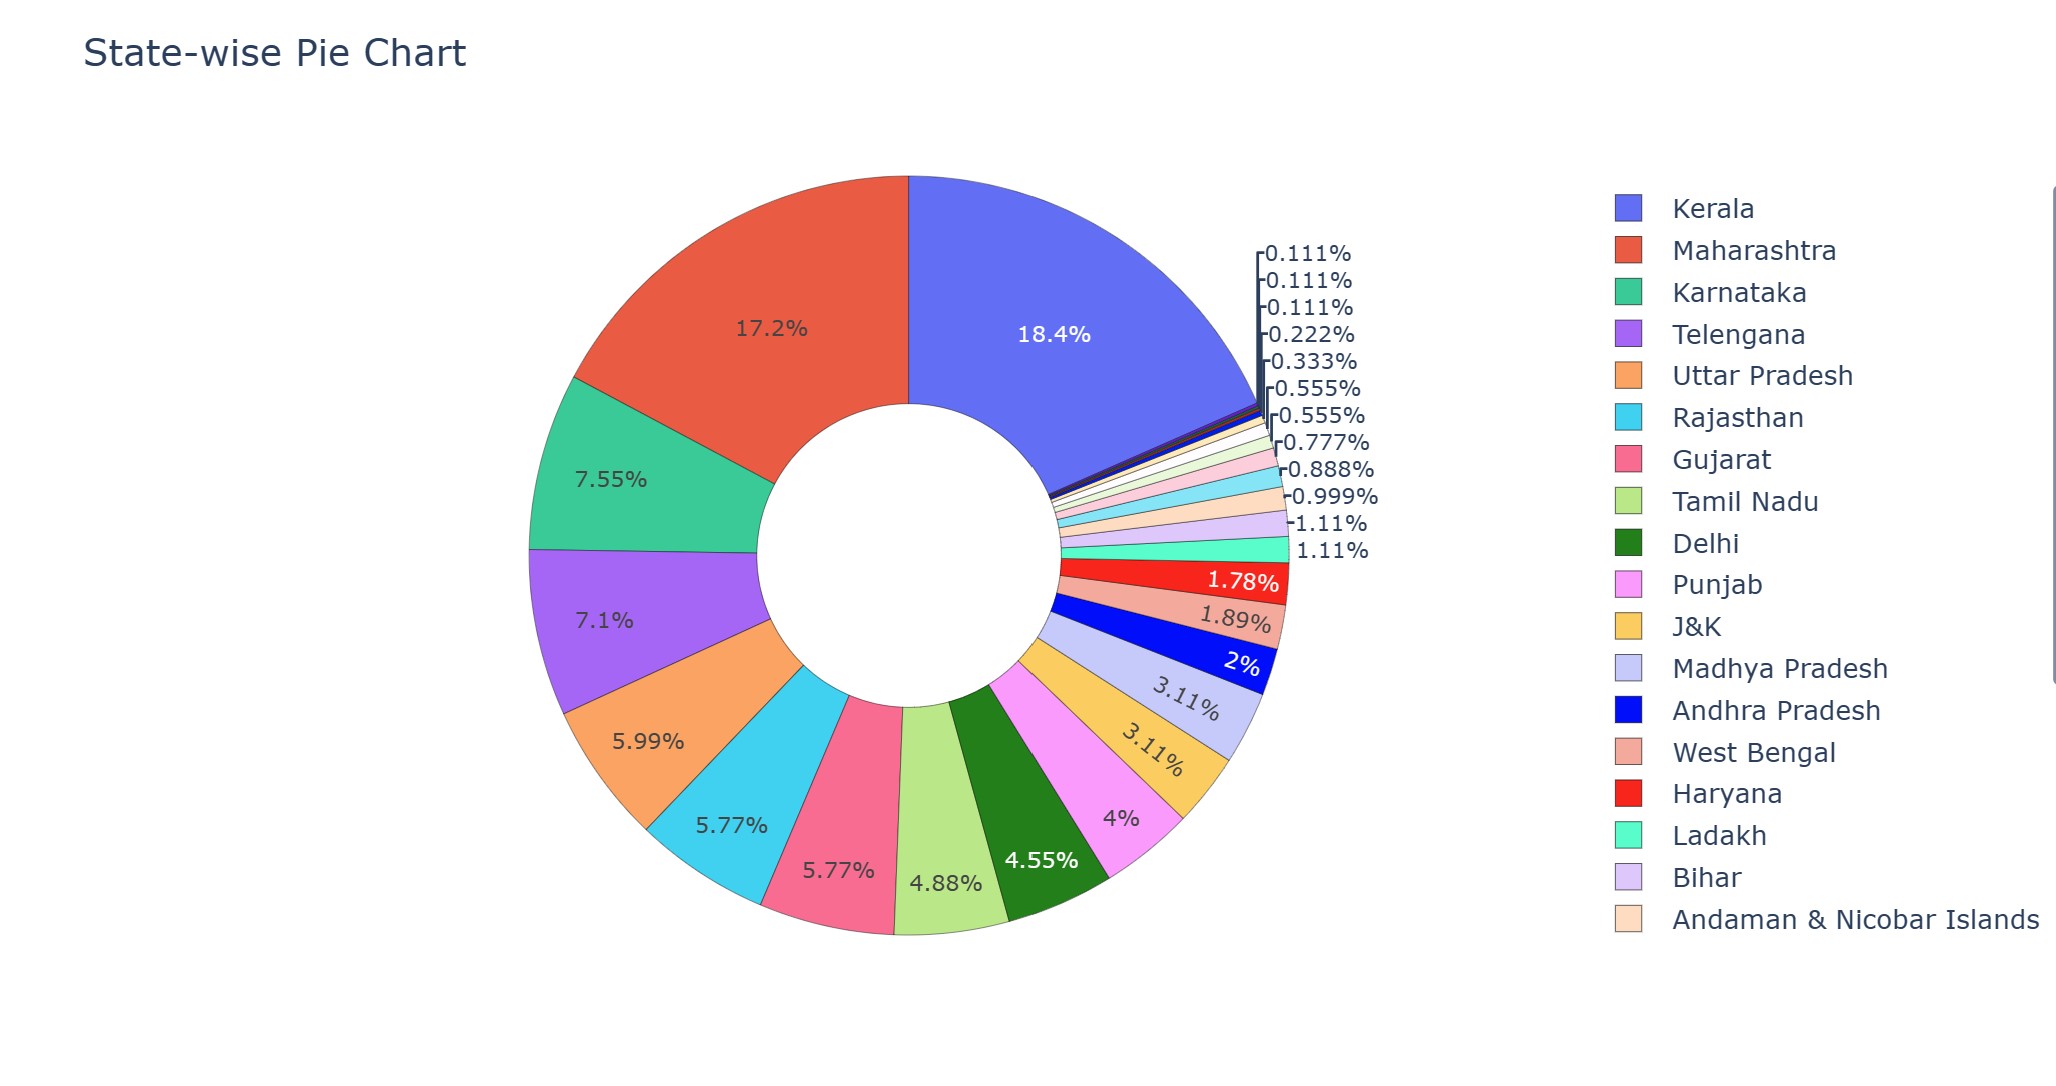 State-wise Pie Chart
18.4%
17.2%
7.55%
7.1%
5.99%
5.77%
5.77%
4.88%
4.55%
4%
3.11%
3.11%
2%
1.89%
1.78%
1.11%
1.11%
0.999%
0.888%
0.777%
0.555%
0.555%
0.333%
0.222%
0.111%
0.111%
0.111%
Kerala
Maharashtra
Karnataka
Telengana
Uttar Pradesh
Rajasthan
Gujarat
Tamil Nadu
Delhi
Punjab
J&K
Madhya Pradesh
Andhra Pradesh
West Bengal
Haryana
Ladakh
Bihar
Andaman & Nicobar Islands